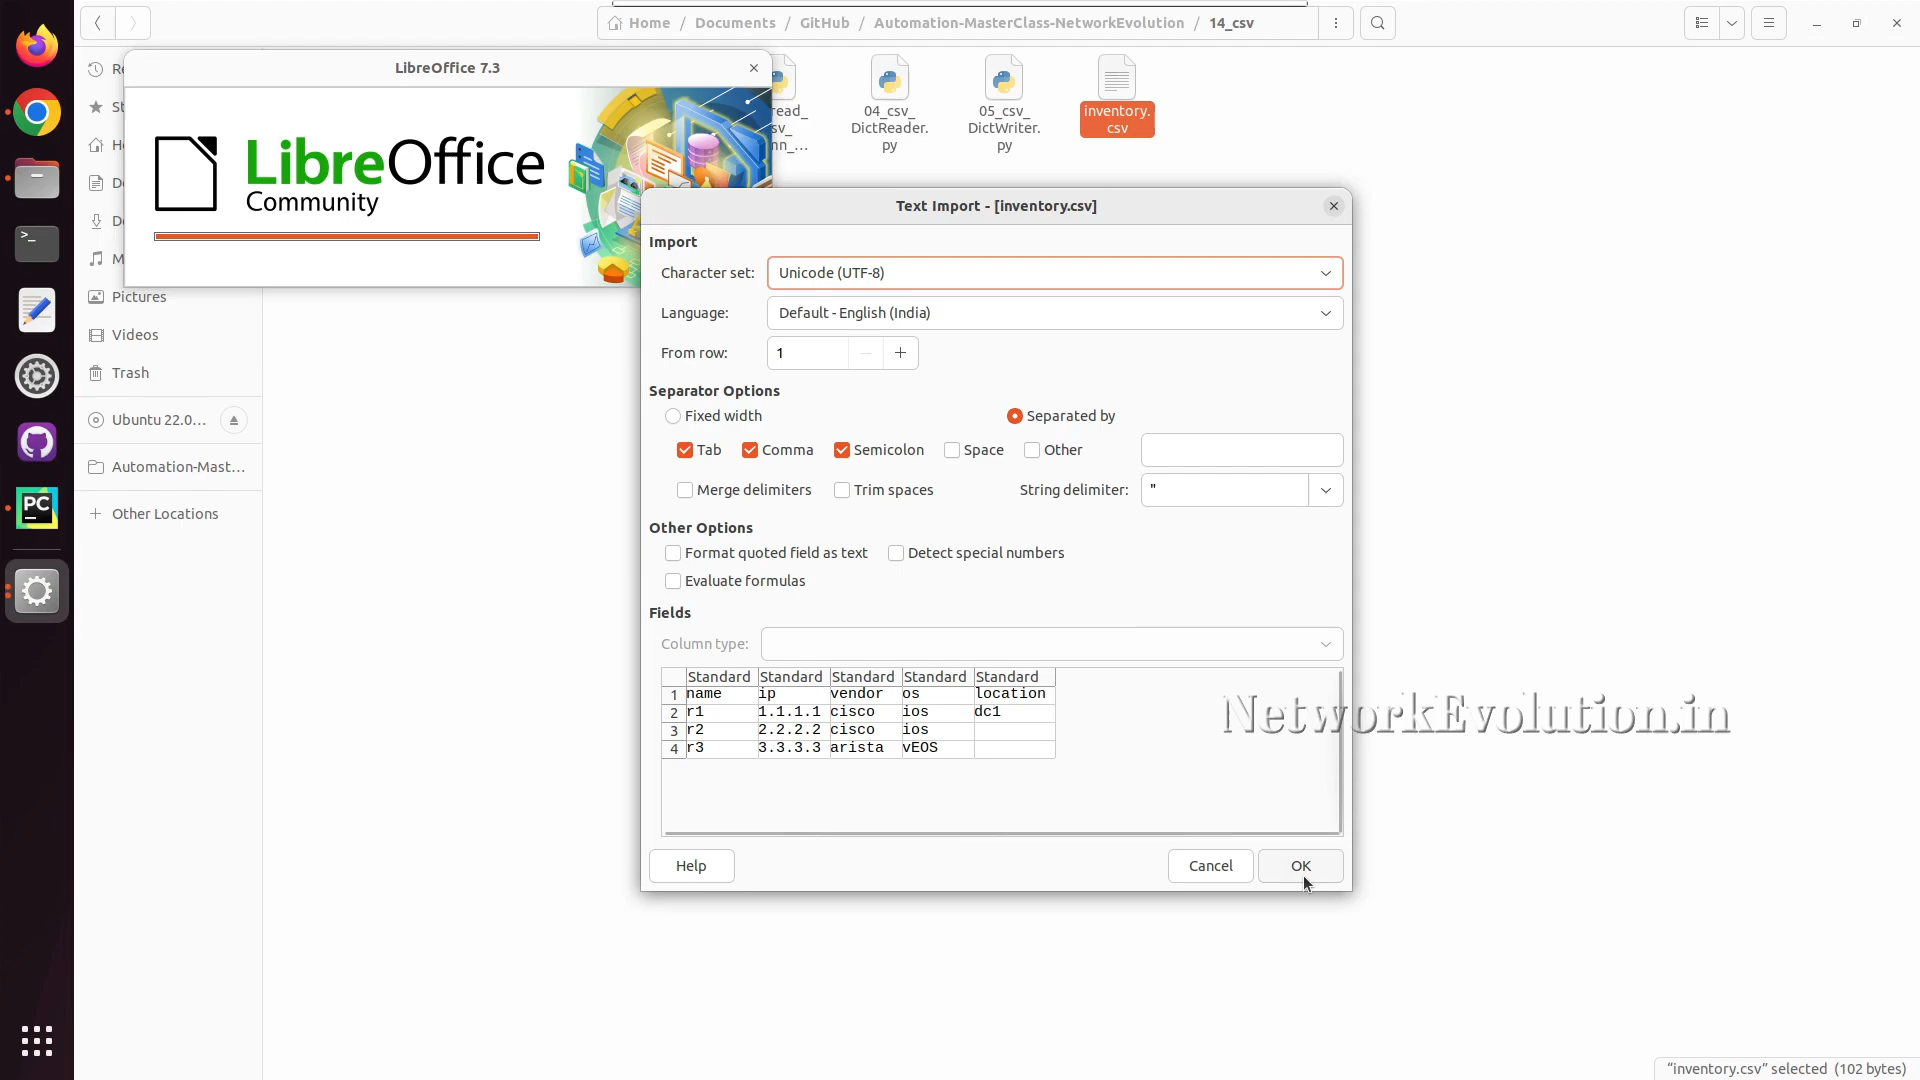 Home / Documents / GitHub / Automation-MasterClass-NetworkEvolution / 14_csv
LibreOffice 7.3
LibreOffice
Community
04_csv_
DictReader.
py
05_csv_
DictWriter.
py
inventory.
csv
Pictures
Videos
Trash
Ubuntu 22.0...
Automation-Mast...
Other Locations
Text Import - [inventory.csv]
Import
Character set: Unicode (UTF-8)
Language: Default - English (India)
From row: 1
Separator Options
Fixed width Separated by
Tab Comma Semicolon Space Other
Merge delimiters Trim spaces String delimiter: "
Other Options
Format quoted field as text Detect special numbers
Evaluate formulas
Fields
Column type:
Standard Standard Standard Standard Standard
1 name ip vendor os location
2 r1 1.1.1.1 cisco ios dc1
3 r2 2.2.2.2 cisco ios
4 r3 3.3.3.3 arista vEOS
Help Cancel OK
NetworkEvolution.in
PC
"inventory.csv" selected (102 bytes)